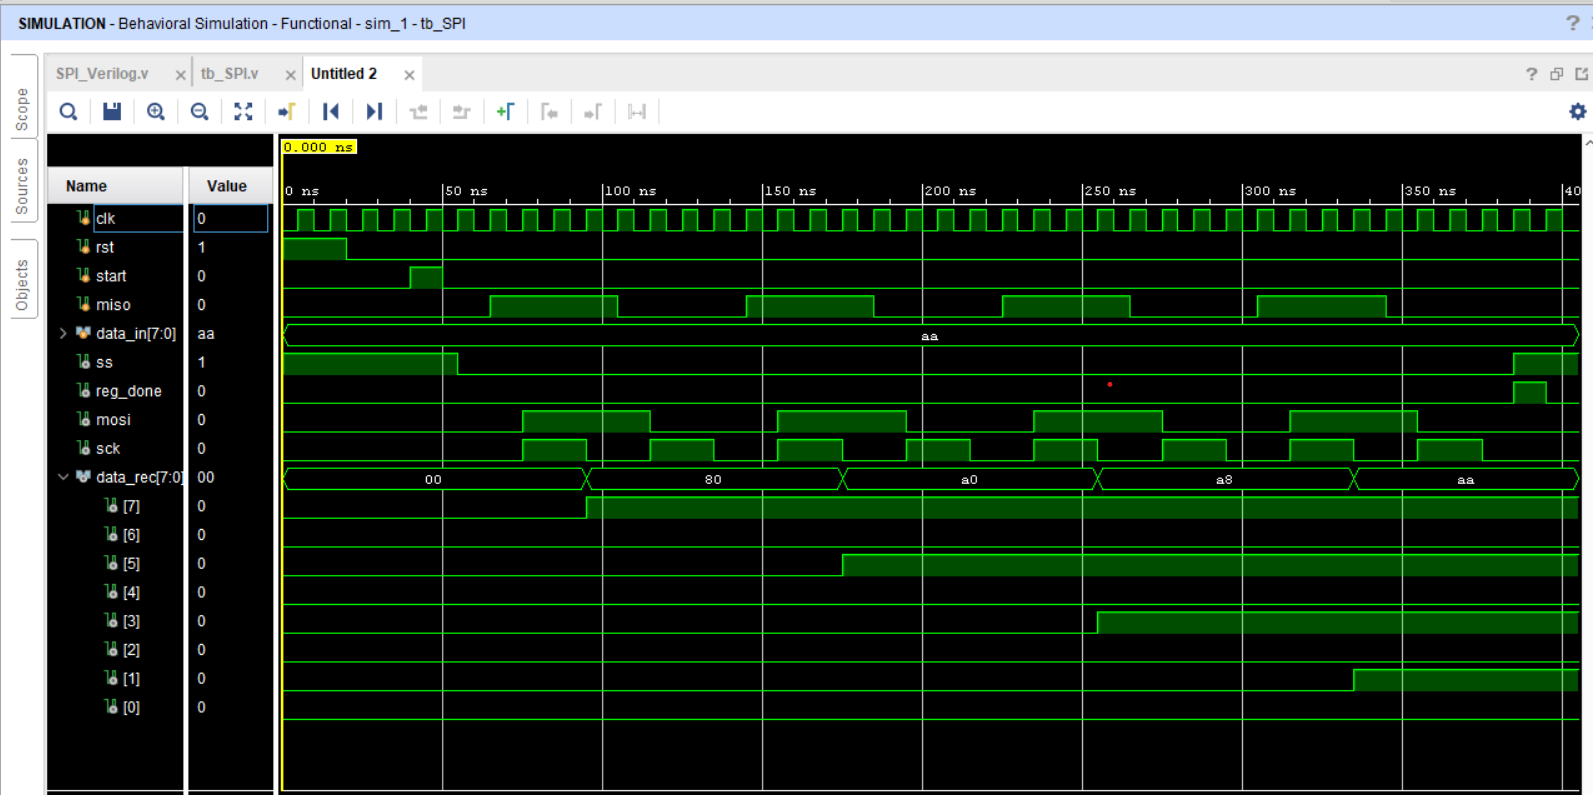 SIMULATION - Behavioral Simulation - Functional - sim_1 - tb_SPI ?
SPI_Verilog.v × tb_SPI.v × Untitled 2 × ?
Scope
Sources
Objects
0.000 ns
Name Value
0 ns 50 ns 100 ns 150 ns 200 ns 250 ns 300 ns 350 ns 40
clk 0
rst 1
start 0
miso 0
data_in[7:0] aa aa
ss 1
reg_done 0
mosi 0
sck 0
data_rec[7:0] 00 00 80 a0 a8 aa
[7] 0
[6] 0
[5] 0
[4] 0
[3] 0
[2] 0
[1] 0
[0] 0